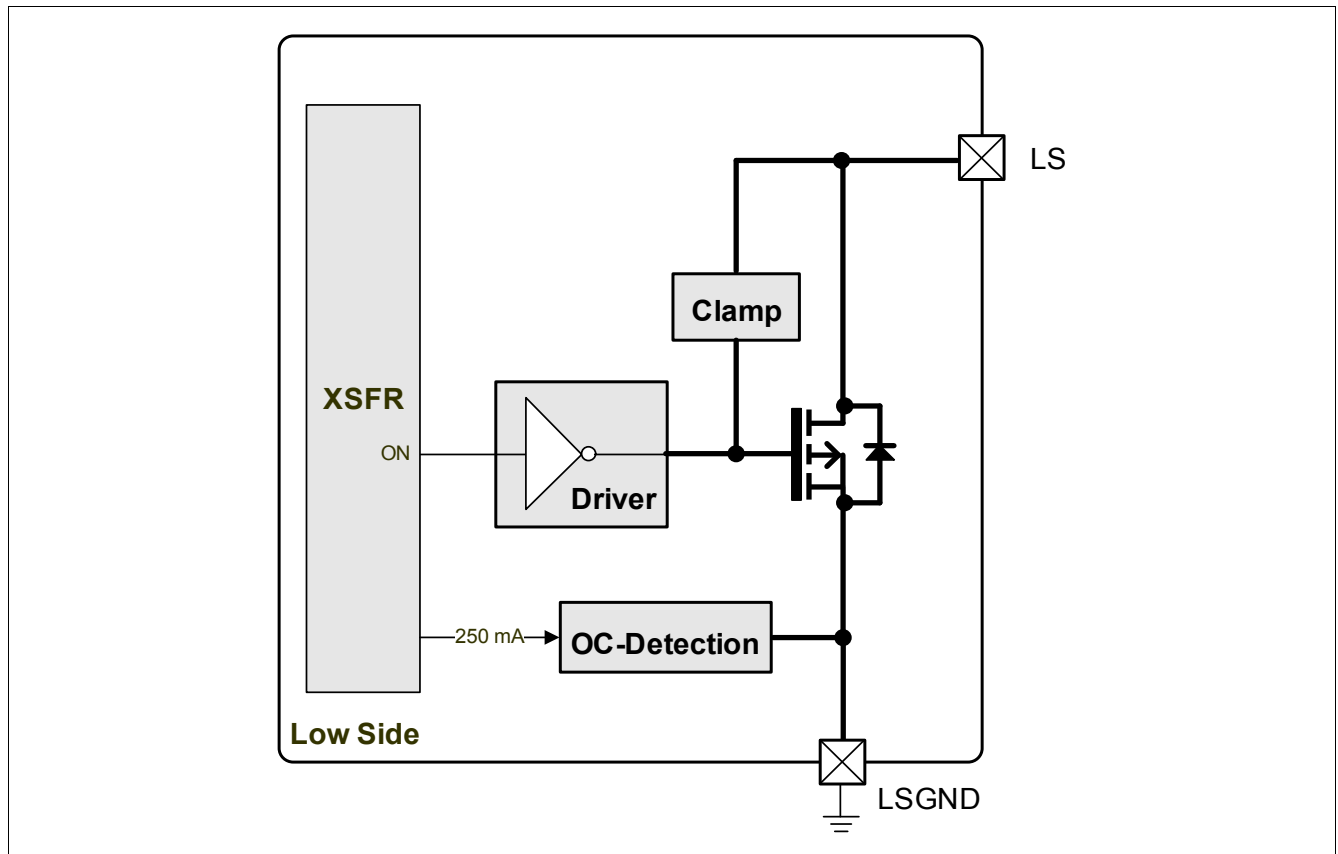 LS
Clamp
XSFR
ON
Driver
250 mA
OC-Detection
Low Side
LSGND